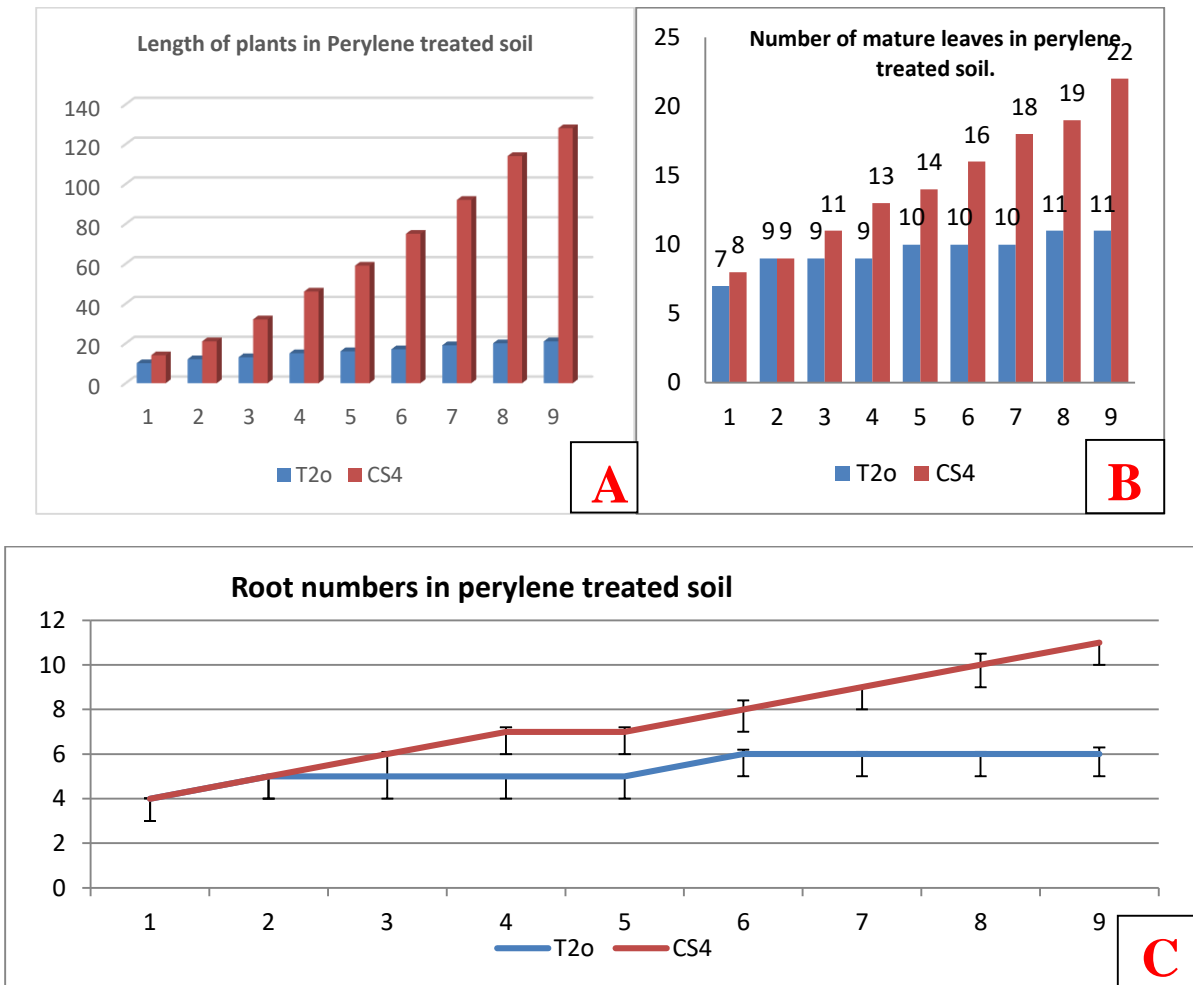 Length of plants in Perylene treated soil
140
120
100
80
60
40
20
0
1 2 3 4 5 6 7 8 9
T2o CS4
A
Number of mature leaves in perylene
treated soil.
25
20
15
10
5
0
7 8 9 9 9 11 9 13 10 14 10 16 10 18 11 19 11 22
1 2 3 4 5 6 7 8 9
T2o CS4
B
Root numbers in perylene treated soil
12
10
8
6
4
2
0
1 2 3 4 5 6 7 8 9
T2o CS4
C